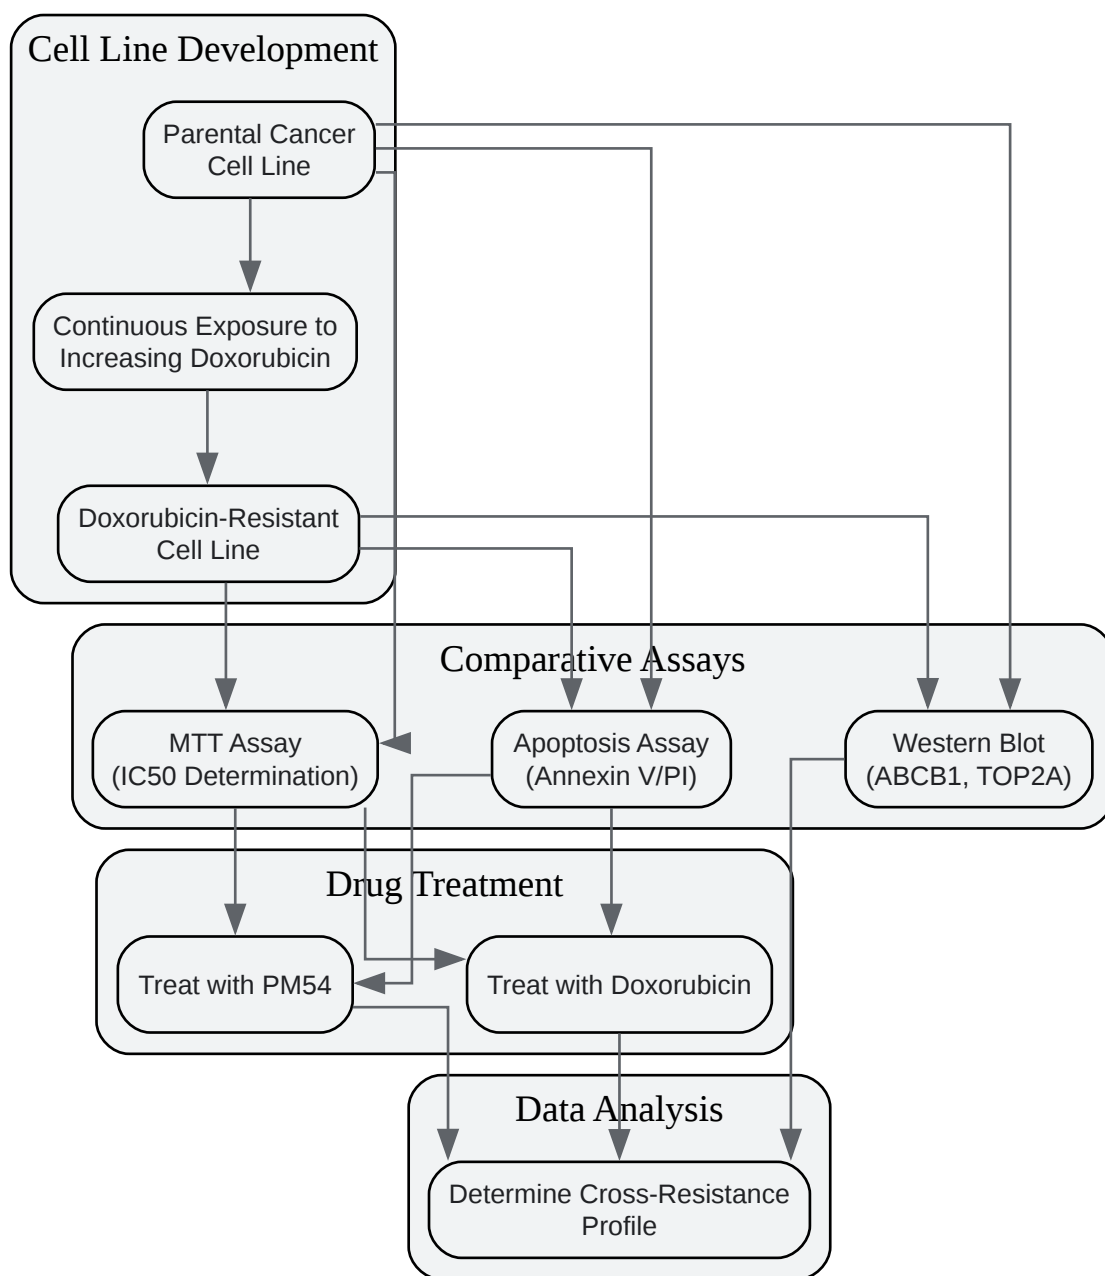 Cell Line Development
Parental Cancer
Cell Line
Continuous Exposure to
Increasing Doxorubicin
Doxorubicin-Resistant
Cell Line
Comparative Assays
MTT Assay
(IC50 Determination)
Apoptosis Assay
(Annexin V/PI)
Western Blot
(ABCB1, TOP2A)
Drug Treatment
Treat with PM54
Treat with Doxorubicin
Data Analysis
Determine Cross-Resistance
Profile